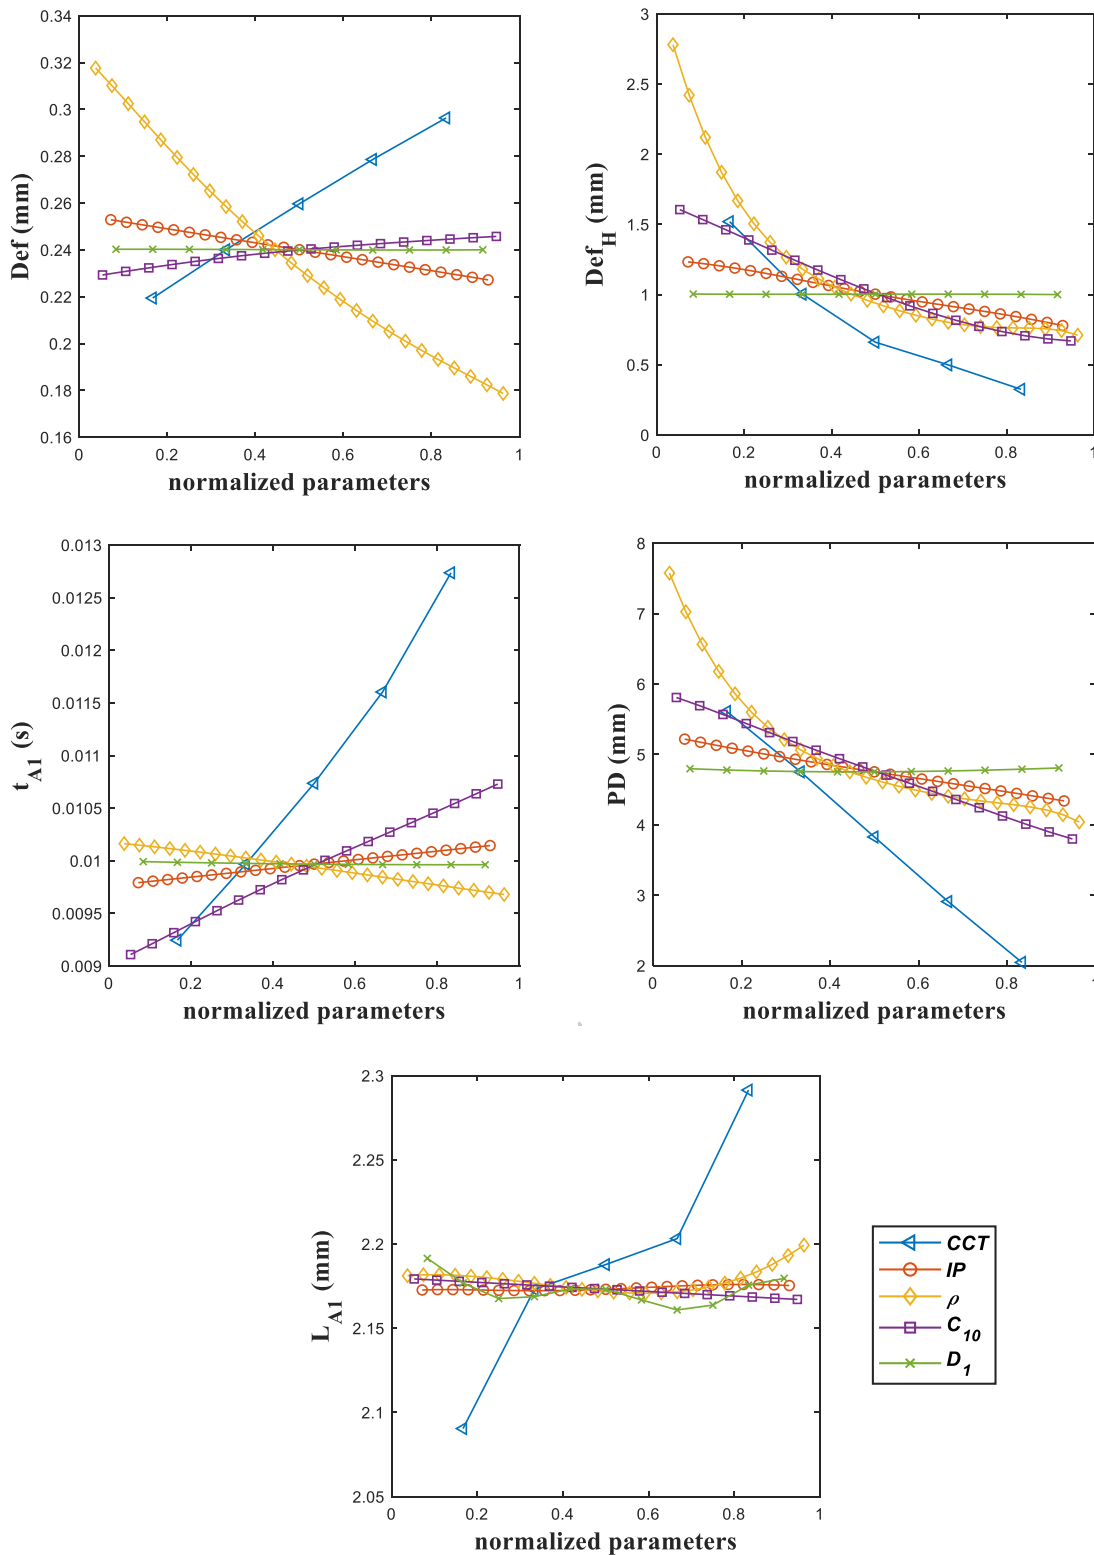 0.34
0.32
0.3
0.28
0.26
0.24
0.22
0.2
0.18
0.16
0 0.2 0.4 0.6 0.8 1
Def (mm)
normalized parameters
3
2.5
2
1.5
1
0.5
0
0 0.2 0.4 0.6 0.8 1
Def_H (mm)
normalized parameters
0.013
0.0125
0.012
0.0115
0.011
0.0105
0.01
0.0095
0.009
0 0.2 0.4 0.6 0.8 1
t_A1 (s)
normalized parameters
8
7
6
5
4
3
2
0 0.2 0.4 0.6 0.8 1
PD (mm)
normalized parameters
2.3
2.25
2.2
2.15
2.1
2.05
0 0.2 0.4 0.6 0.8 1
L_A1 (mm)
normalized parameters
CCT
IP
ρ
C_10
D_1